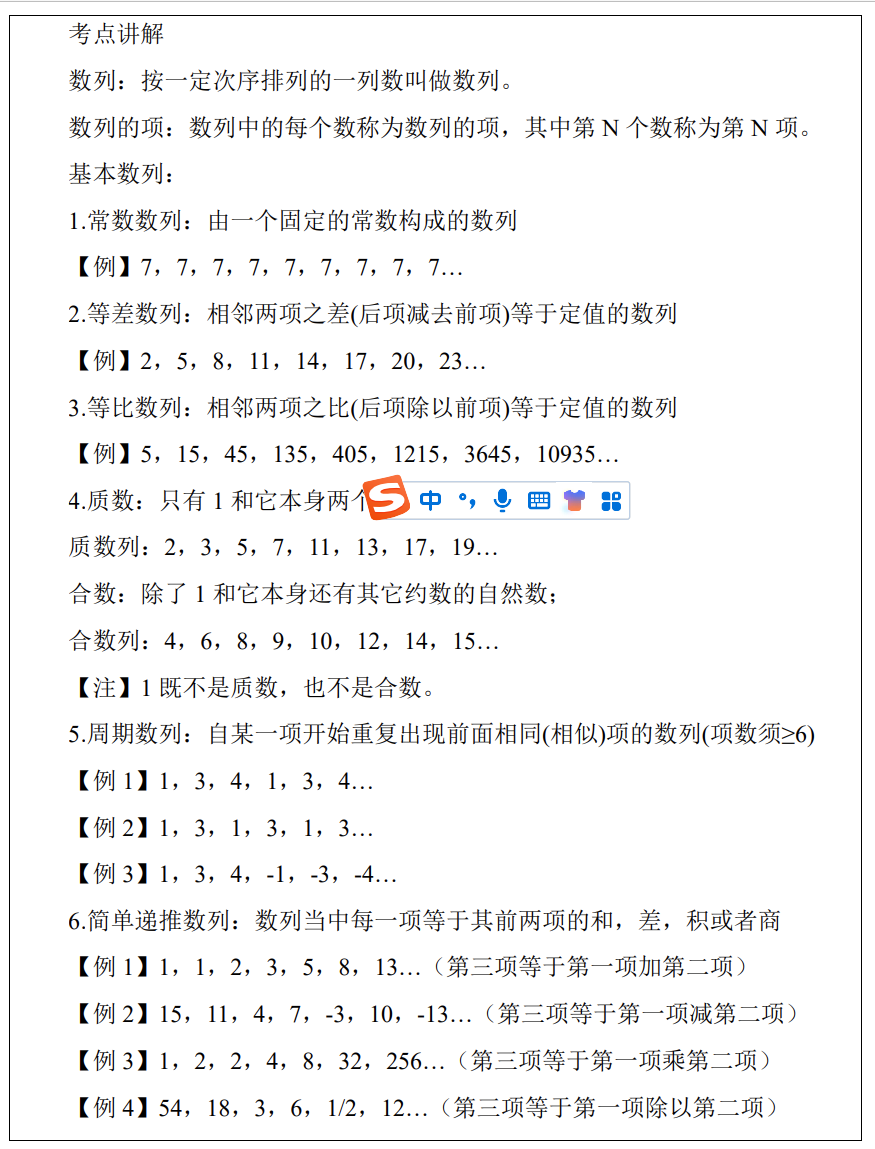 考点讲解
数列：按一定次序排列的一列数叫做数列。
数列的项：数列中的每个数称为数列的项，其中第 N 个数称为第 N 项。
基本数列：
1.常数数列：由一个固定的常数构成的数列
【例】7，7，7，7，7，7，7，7，7…
2.等差数列：相邻两项之差(后项减去前项)等于定值的数列
【例】2，5，8，11，14，17，20，23…
3.等比数列：相邻两项之比(后项除以前项)等于定值的数列
【例】5，15，45，135，405，1215，3645，10935…
4.质数：只有 1 和它本身两个
S 中
质数列：2，3，5，7，11，13，17，19…
合数：除了 1 和它本身还有其它约数的自然数；
合数列：4，6，8，9，10，12，14，15…
【注】1 既不是质数，也不是合数。
5.周期数列：自某一项开始重复出现前面相同(相似)项的数列(项数须≥6)
【例 1】1，3，4，1，3，4…
【例 2】1，3，1，3，1，3…
【例 3】1，3，4，-1，-3，-4…
6.简单递推数列：数列当中每一项等于其前两项的和，差，积或者商
【例 1】1，1，2，3，5，8，13…（第三项等于第一项加第二项）
【例 2】15，11，4，7，-3，10，-13…（第三项等于第一项减第二项）
【例 3】1，2，2，4，8，32，256…（第三项等于第一项乘第二项）
【例 4】54，18，3，6，1/2，12…（第三项等于第一项除以第二项）